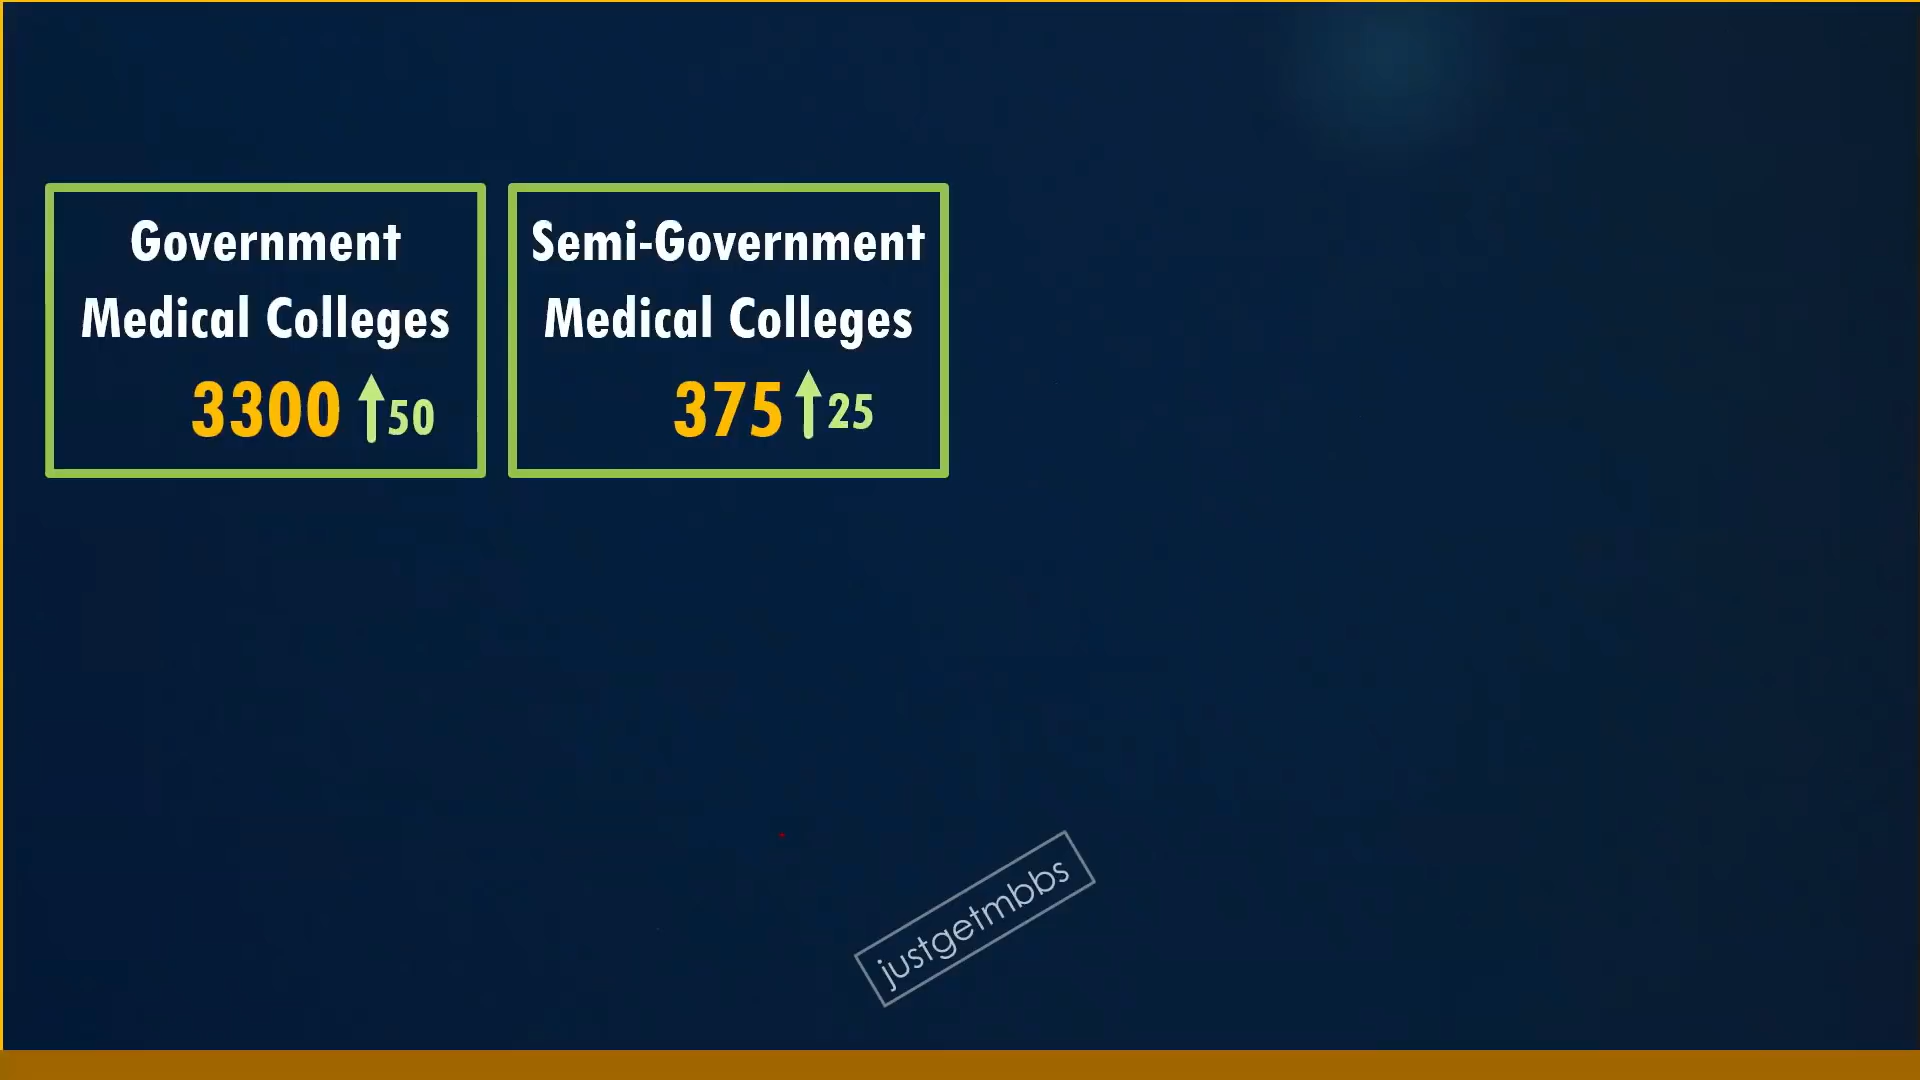 Government
Medical Colleges
3300 ↑50
Semi-Government
Medical Colleges
375 ↑25
justgetmbbs